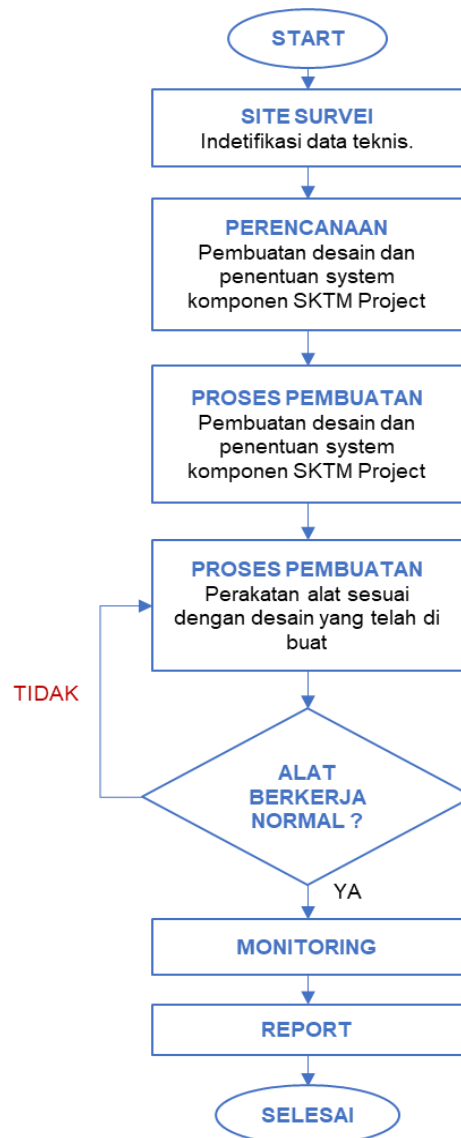 START
SITE SURVEI
Indetifikasi data teknis.
PERENCANAAN
Pembuatan desain dan
penentuan system
komponen SKTM Project
PROSES PEMBUATAN
Pembuatan desain dan
penentuan system
komponen SKTM Project
PROSES PEMBUATAN
Perakatan alat sesuai
dengan desain yang telah di
buat
TIDAK
ALAT
BERKERJA
NORMAL ?
YA
MONITORING
REPORT
SELESAI